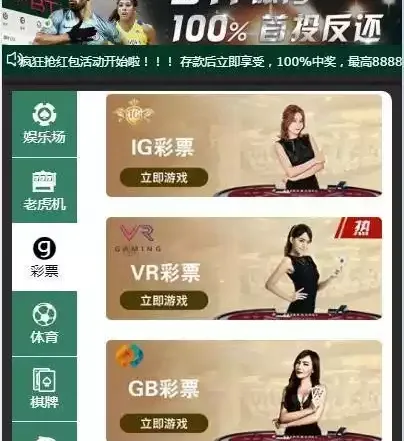 100% 首投反还
疯狂抢红包活动开始啦！！！ 存款后立即享受，100%中奖，最高8888
娱乐场
老虎机
彩票
体育
棋牌
IG
IG彩票
立即游戏
热
VR
GAMING
VR彩票
立即游戏
GB彩票
立即游戏